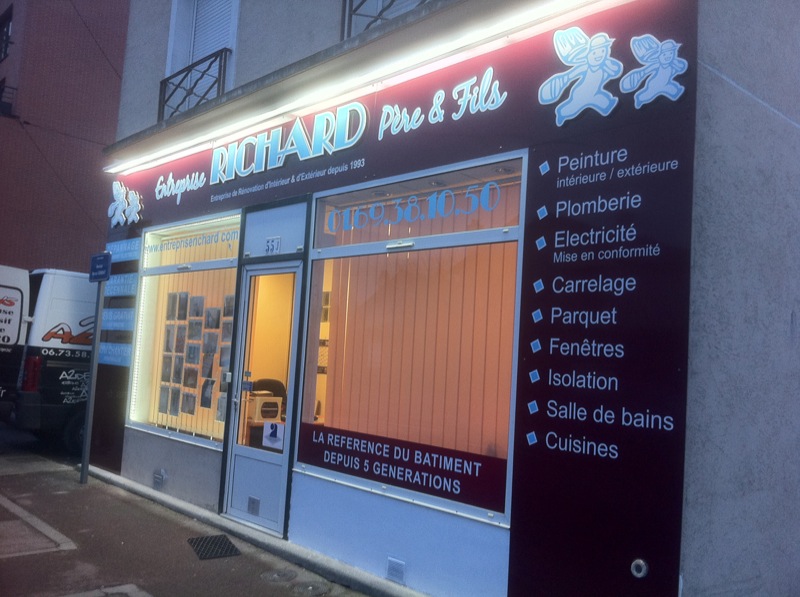 Entreprise RICHARD Père & Fils
Entreprise de Rénovation d'Intérieur & d'Extérieur depuis 1993
www.entrepriserichard.com
01.69.38.10.50
LA REFERENCE DU BATIMENT
DEPUIS 5 GENERATIONS
Peinture
intérieure / extérieure
Plomberie
Electricité
Mise en conformité
Carrelage
Parquet
Fenêtres
Isolation
Salle de bains
Cuisines
06.73.58